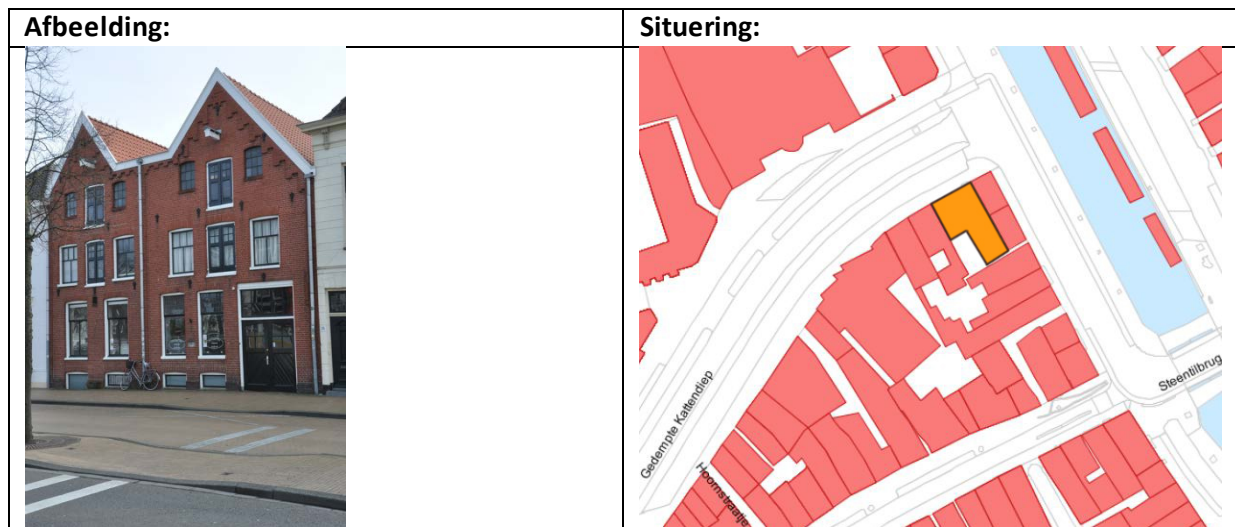 Afbeelding:
Situering:
Gedempte Kattendiep
Hoornstraatje
Steentilbrug